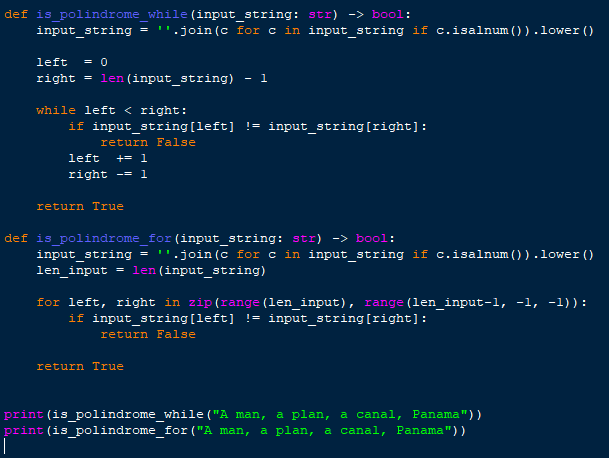 def is_polindrome_while(input_string: str) -> bool:
    input_string = ''.join(c for c in input_string if c.isalnum()).lower()

    left  = 0
    right = len(input_string) - 1

    while left < right:
        if input_string[left] != input_string[right]:
            return False
        left  += 1
        right -= 1

    return True

def is_polindrome_for(input_string: str) -> bool:
    input_string = ''.join(c for c in input_string if c.isalnum()).lower()
    len_input = len(input_string)

    for left, right in zip(range(len_input), range(len_input-1, -1, -1)):
        if input_string[left] != input_string[right]:
            return False

    return True


print(is_polindrome_while("A man, a plan, a canal, Panama"))
print(is_polindrome_for("A man, a plan, a canal, Panama"))